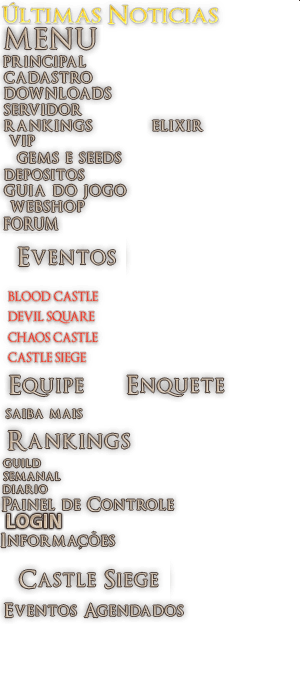 Últimas Noticias
MENU
PRINCIPAL
CADASTRO
DOWNLOADS
SERVIDOR
RANKINGS ELIXIR
VIP
GEMS E SEEDS
DEPOSITOS
GUIA DO JOGO
WEBSHOP
FORUM
Eventos
BLOOD CASTLE
DEVIL SQUARE
CHAOS CASTLE
CASTLE SIEGE
Equipe Enquete
SAIBA MAIS
Rankings
GUILD
SEMANAL
DIARIO
Painel de Controle
LOGIN
Informações
Castle Siege
Eventos Agendados